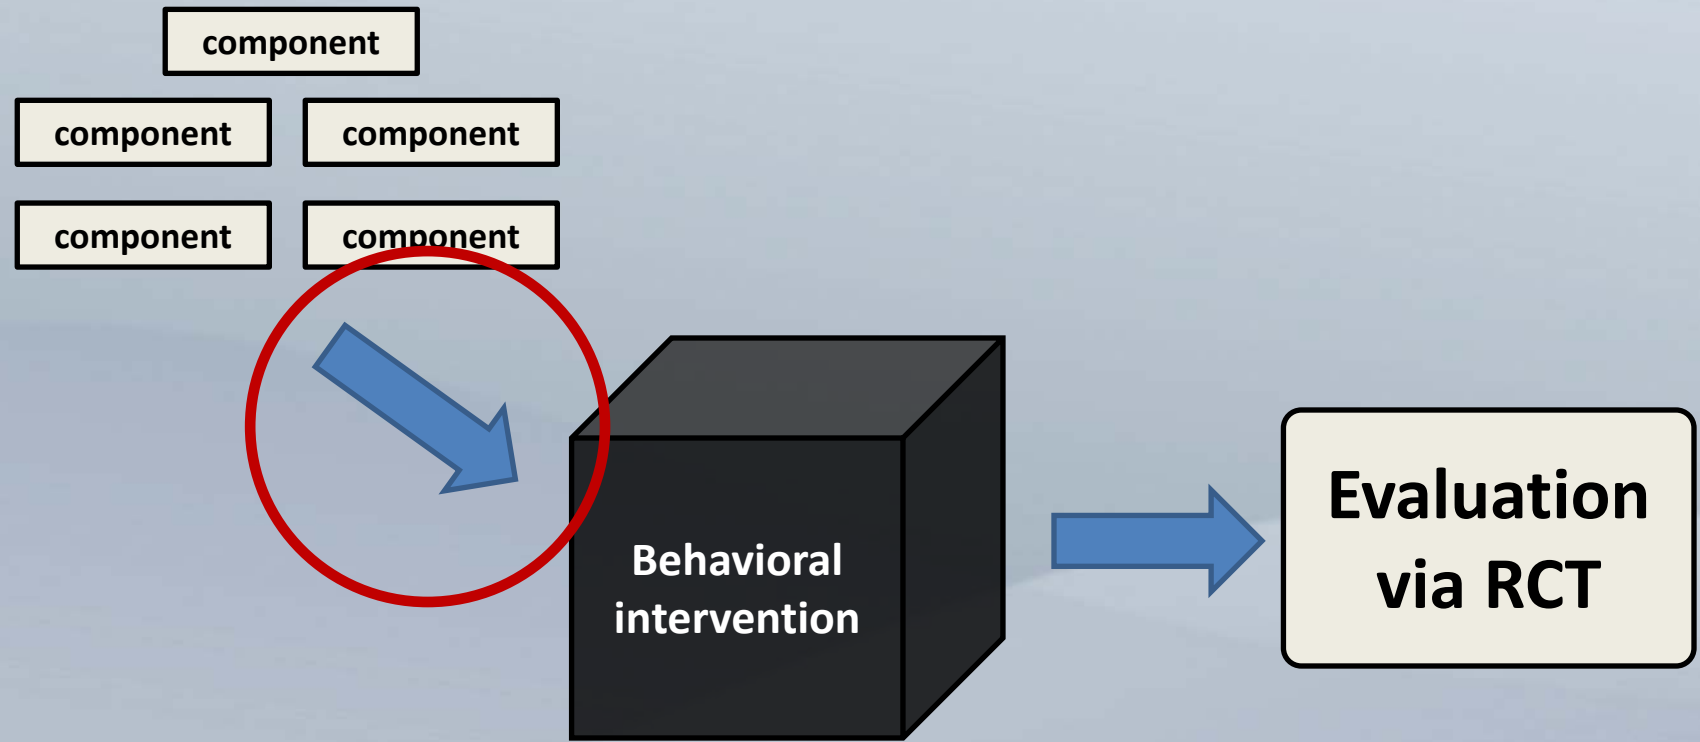 component
component component
component component
Behavioral
intervention
Evaluation
via RCT